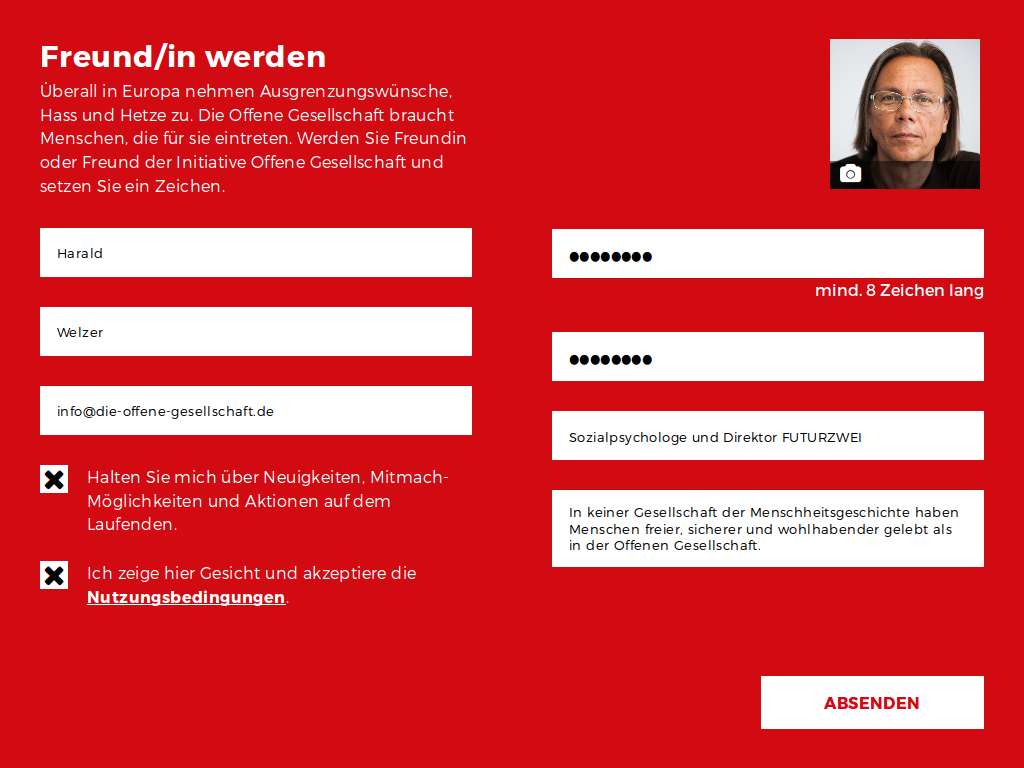 Freund/in werden
Überall in Europa nehmen Ausgrenzungswünsche,
Hass und Hetze zu. Die Offene Gesellschaft braucht
Menschen, die für sie eintreten. Werden Sie Freundin
oder Freund der Initiative Offene Gesellschaft und
setzen Sie ein Zeichen.
Harald
Welzer
info@die-offene-gesellschaft.de
Halten Sie mich über Neuigkeiten, Mitmach-
Möglichkeiten und Aktionen auf dem
Laufenden.
Ich zeige hier Gesicht und akzeptiere die
Nutzungsbedingungen.
●●●●●●●●
mind. 8 Zeichen lang
●●●●●●●●
Sozialpsychologe und Direktor FUTURZWEI
In keiner Gesellschaft der Menschheitsgeschichte haben
Menschen freier, sicherer und wohlhabender gelebt als
in der Offenen Gesellschaft.
ABSENDEN